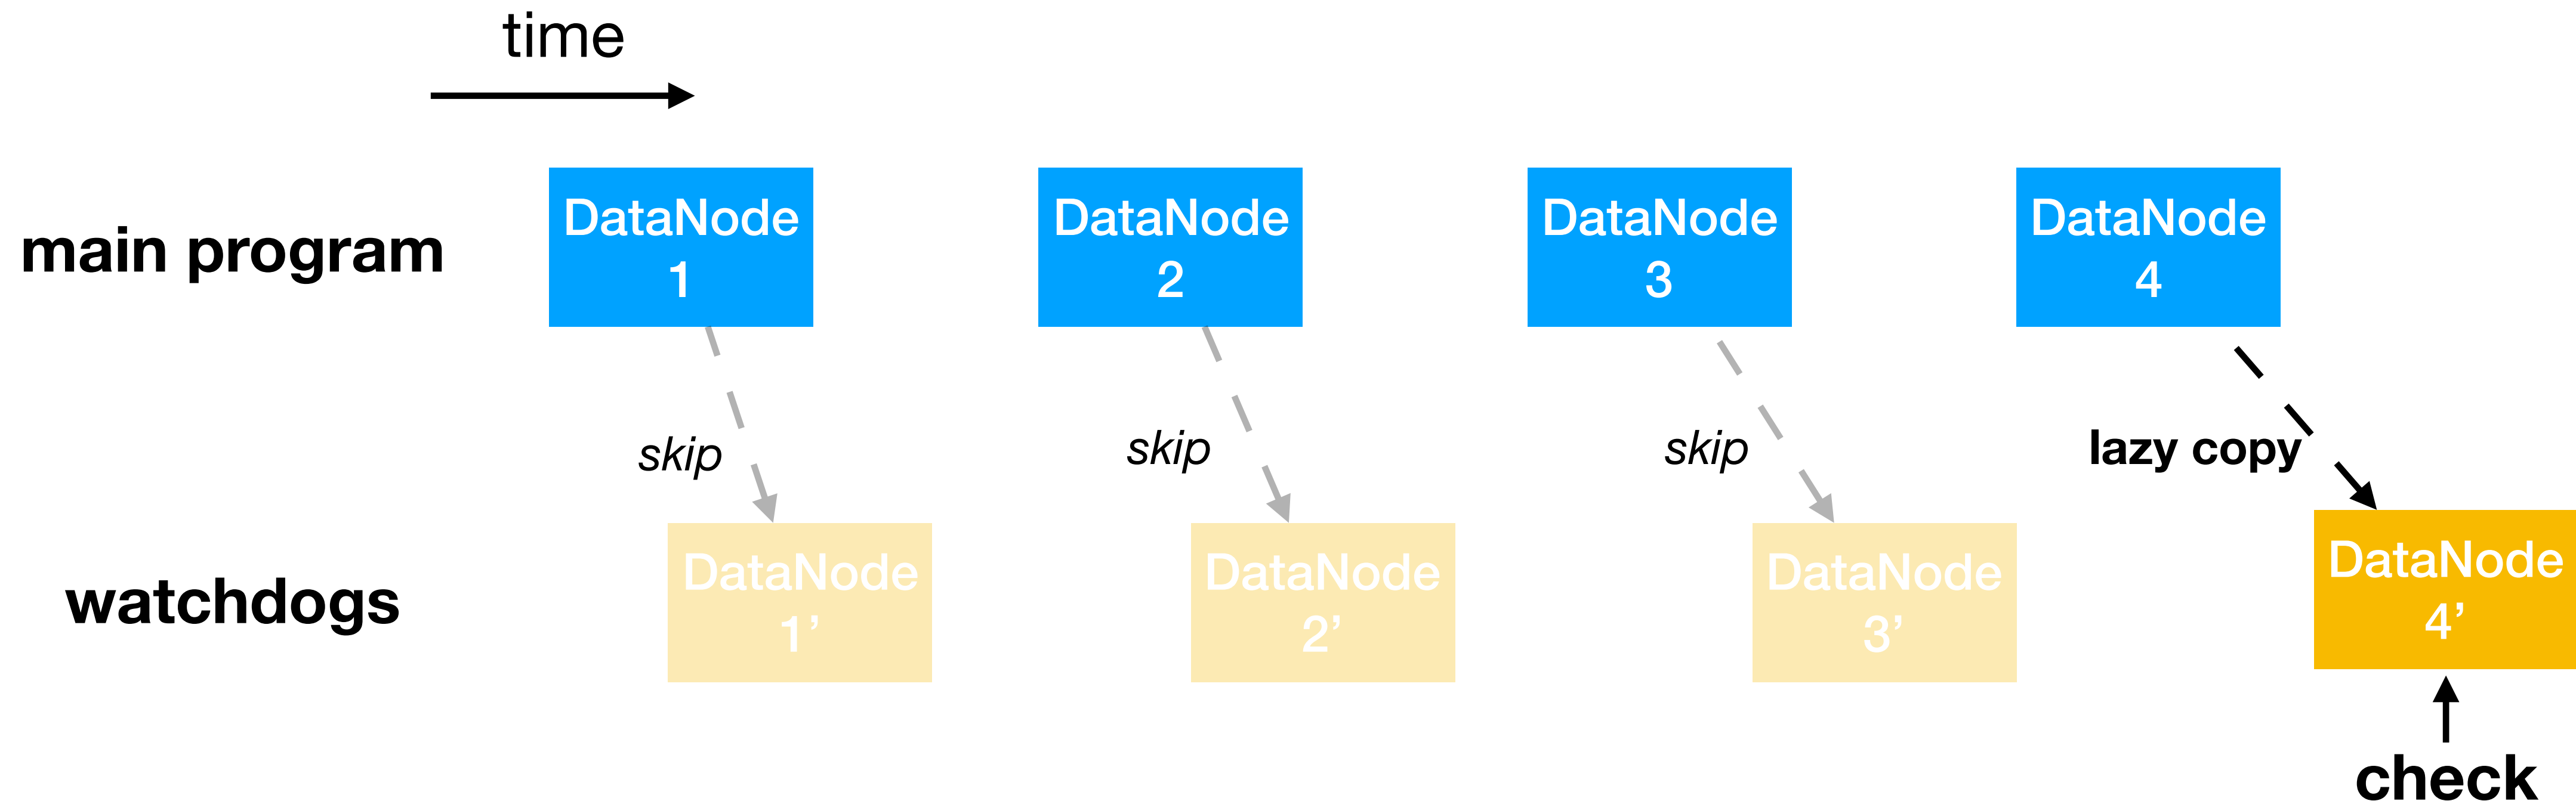 time
main program
DataNode
1
DataNode
2
DataNode
3
DataNode
4
skip
skip
skip
lazy copy
watchdogs
DataNode
1’
DataNode
2’
DataNode
3’
DataNode
4’
check